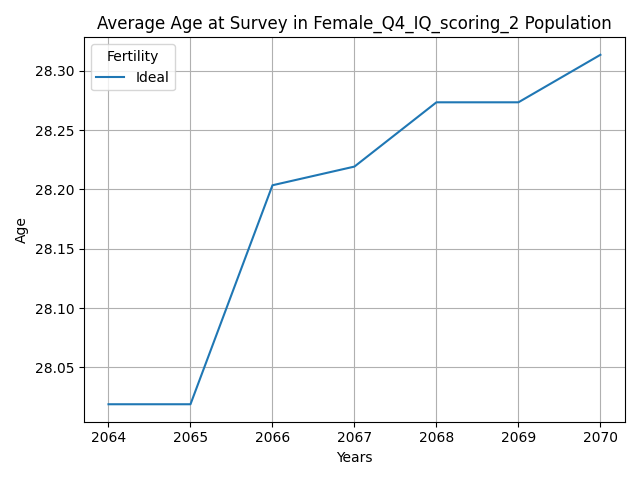 Average Age at Survey in Female_Q4_IQ_scoring_2 Population
Fertility
Ideal
28.30
28.25
28.20
28.15
28.10
28.05
Age
2064 2065 2066 2067 2068 2069 2070
Years